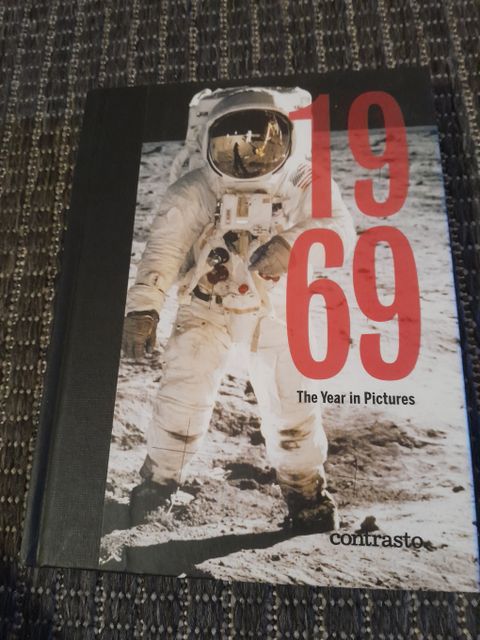 19
69
The Year in Pictures
contrasto